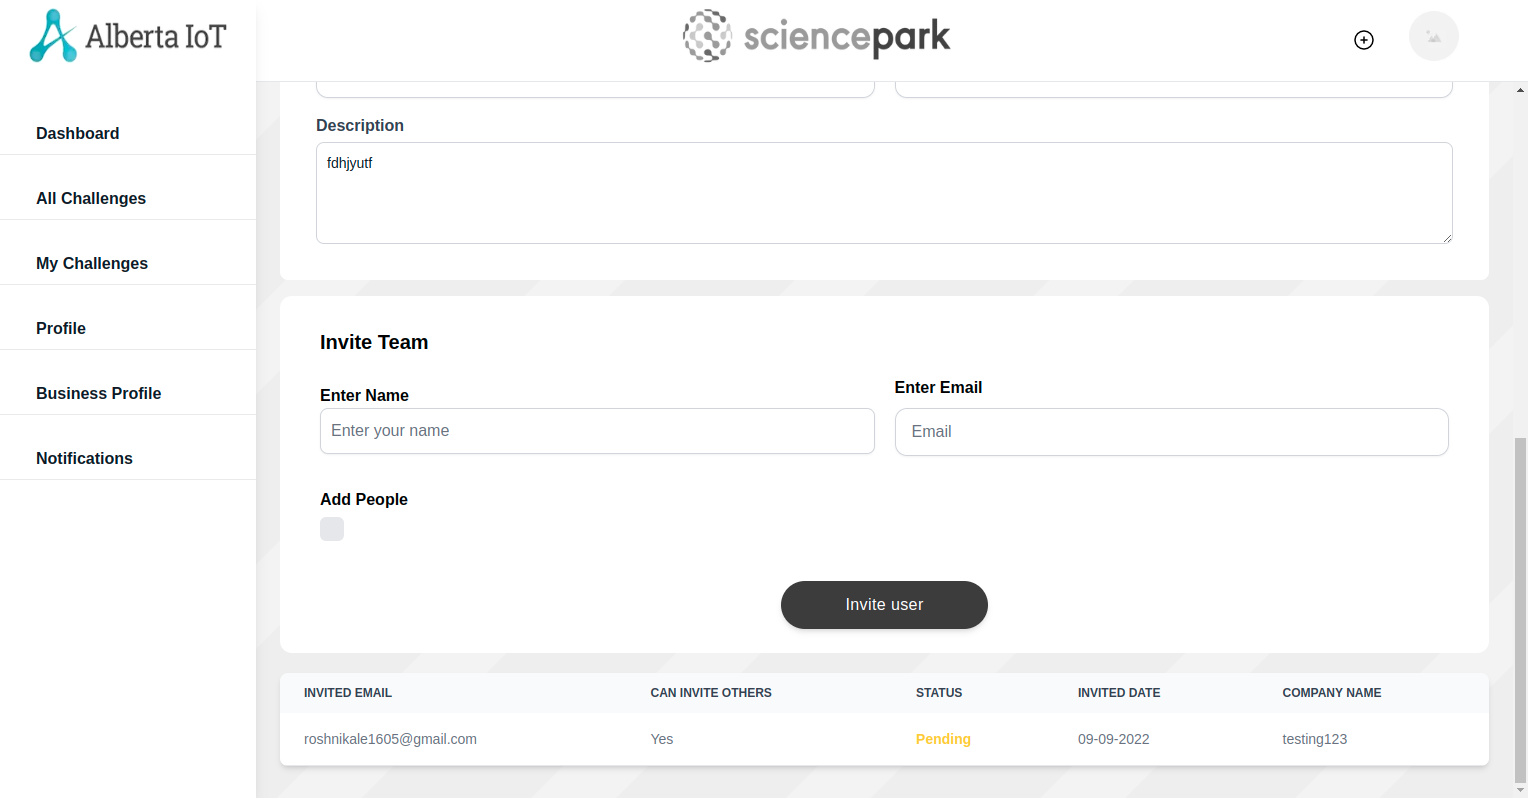 Alberta IoT
sciencepark
Dashboard
All Challenges
My Challenges
Profile
Business Profile
Notifications
Description
fdhjyutf
Invite Team
Enter Name
Enter Email
Enter your name
Email
Add People
Invite user
INVITED EMAIL CAN INVITE OTHERS STATUS INVITED DATE COMPANY NAME
roshnikale1605@gmail.com Yes Pending 09-09-2022 testing123